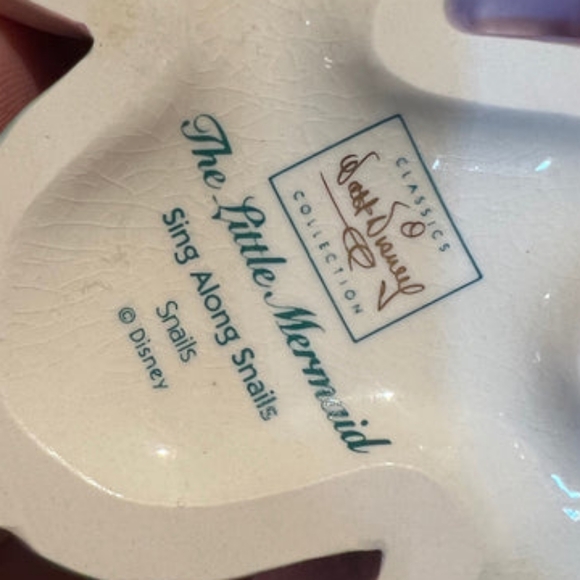 CLASSICS
Walt Disney
COLLECTION
The Little Mermaid
Sing Along Snails
Snails
© Disney